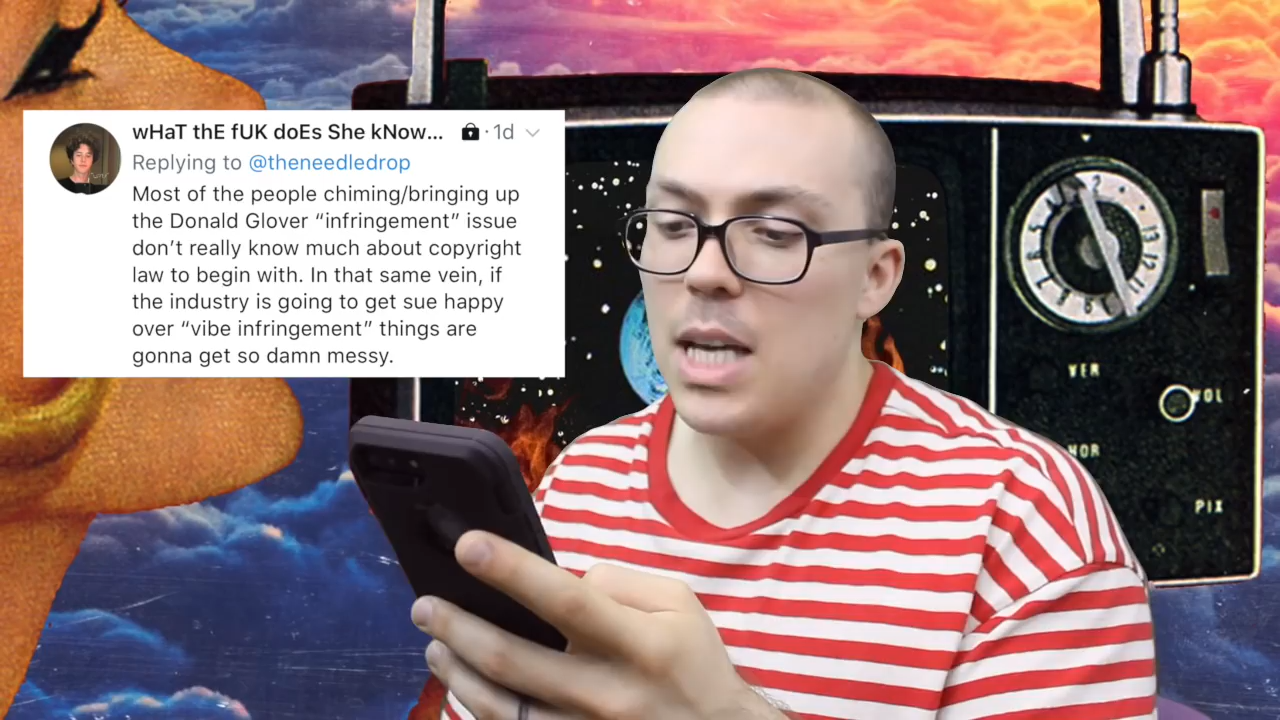 wHaT thE fUK doEs She kNow... · 1d
Replying to @theneedledrop
Most of the people chiming/bringing up
the Donald Glover “infringement” issue
don’t really know much about copyright
law to begin with. In that same vein, if
the industry is going to get sue happy
over “vibe infringement” things are
gonna get so damn messy.
VER
VOL
HOR
PIX